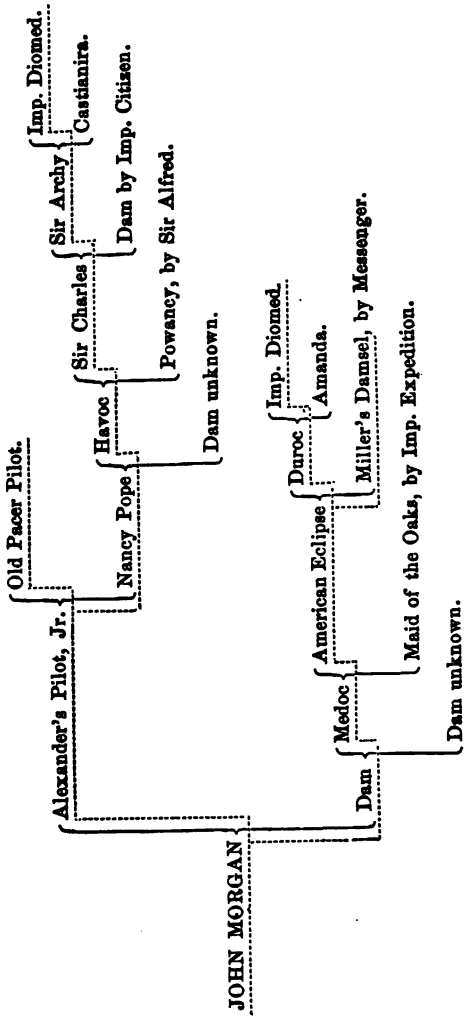 JOHN MORGAN
Alexander's Pilot, Jr.
Old Pacer Pilot.
Nancy Pope
Havoc
Sir Charles
Sir Archy
Imp. Diomed.
Castianira.
Dam by Imp. Citizen.
Powancy, by Sir Alfred.
Dam unknown.
Dam
Medoc
American Eclipse
Duroc
Imp. Diomed.
Amanda.
Miller's Damsel, by Messenger.
Maid of the Oaks, by Imp. Expedition.
Dam unknown.